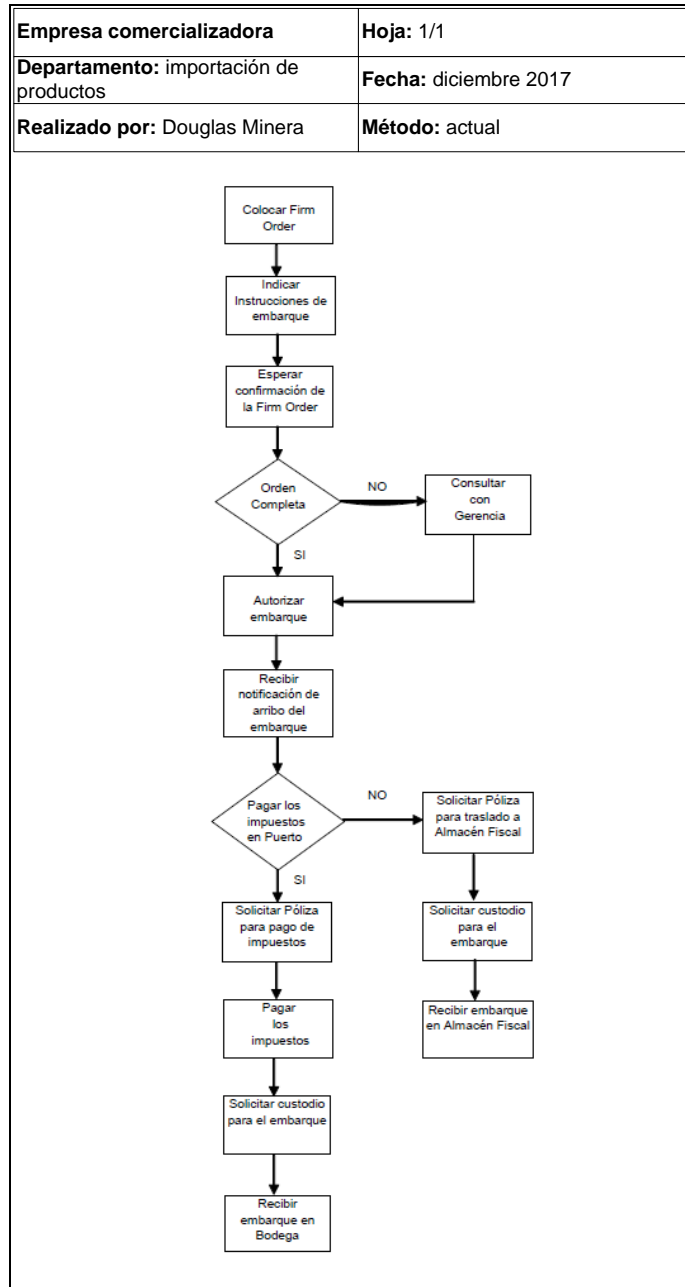 Empresa comercializadora
Hoja: 1/1
Departamento: importación de
productos
Fecha: diciembre 2017
Realizado por: Douglas Minera
Método: actual
Colocar Firm
Order
Indicar
Instrucciones de
embarque
Esperar
confirmación de
la Firm Order
Orden
Completa
NO
Consultar
con
Gerencia
SI
Autorizar
embarque
Recibir
notificación de
arribo del
embarque
Pagar los
impuestos
en Puerto
NO
Solicitar Póliza
para traslado a
Almacén Fiscal
SI
Solicitar Póliza
para pago de
impuestos
Solicitar custodio
para el
embarque
Pagar
los
impuestos
Recibir embarque
en Almacén Fiscal
Solicitar custodio
para el embarque
Recibir
embarque en
Bodega